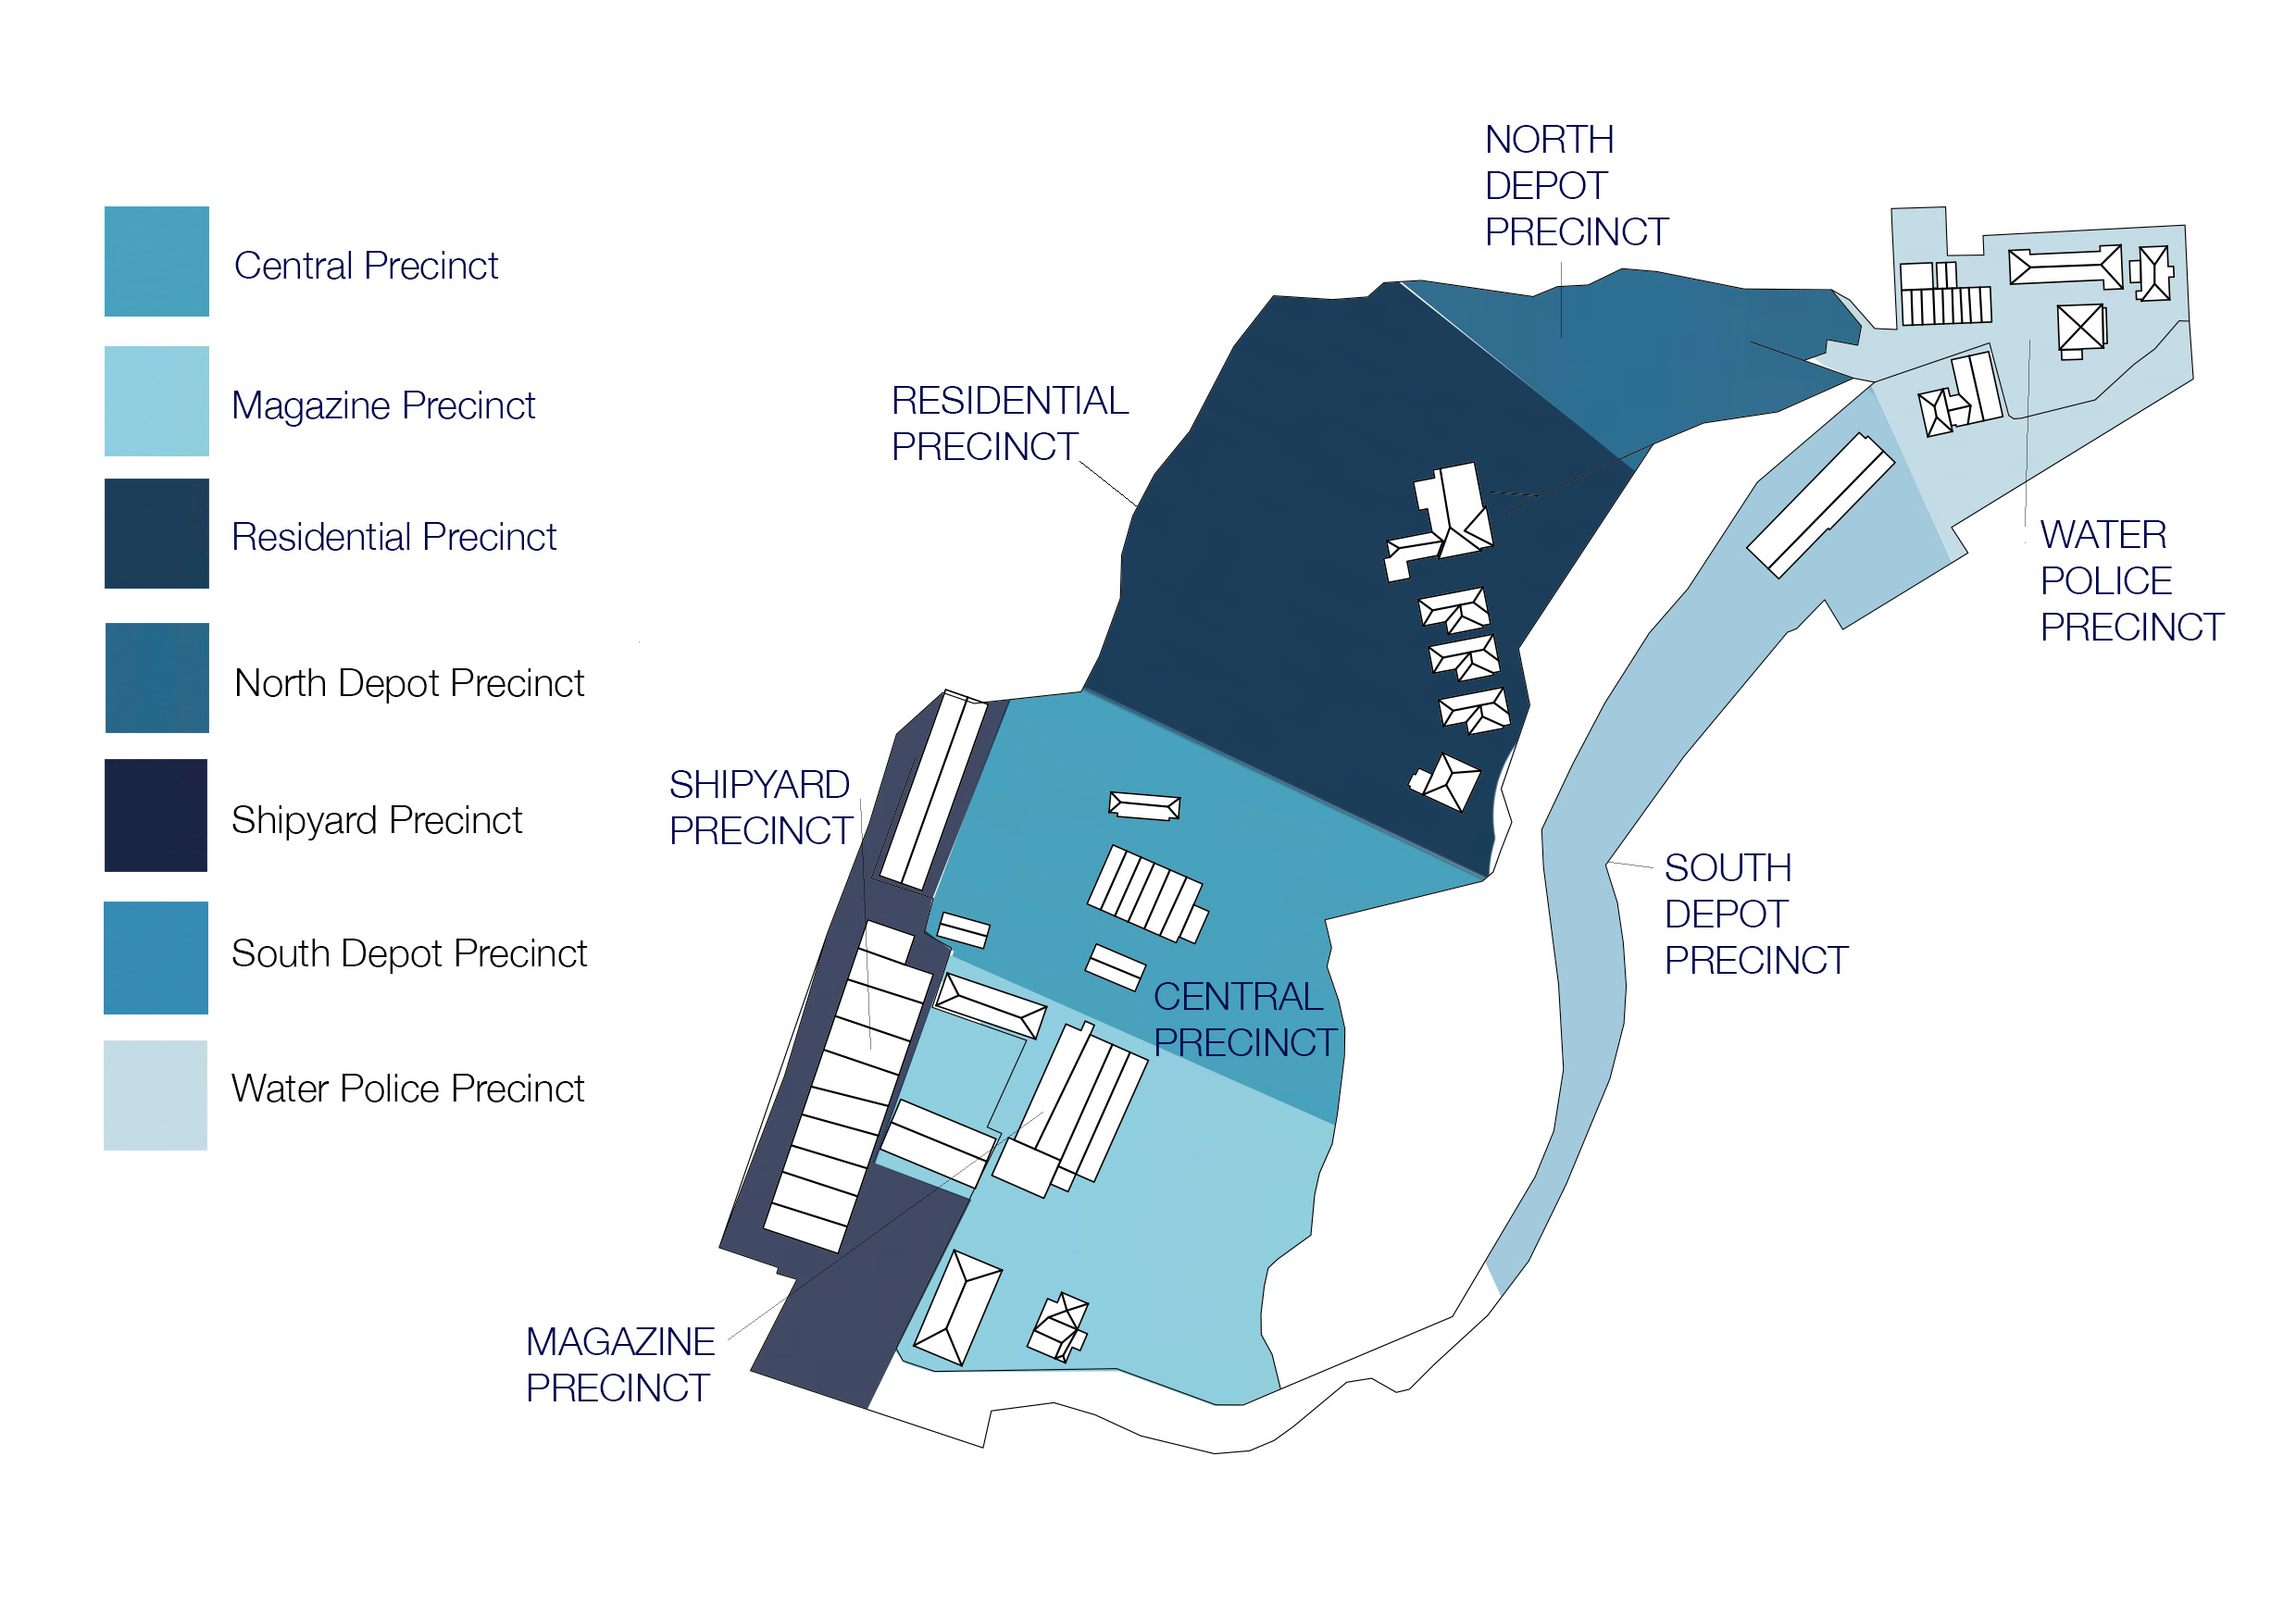 Central Precinct
Magazine Precinct
Residential Precinct
North Depot Precinct
Shipyard Precinct
South Depot Precinct
Water Police Precinct
NORTH
DEPOT
PRECINCT
RESIDENTIAL
PRECINCT
WATER
POLICE
PRECINCT
SHIPYARD
PRECINCT
SOUTH
DEPOT
PRECINCT
CENTRAL
PRECINCT
MAGAZINE
PRECINCT